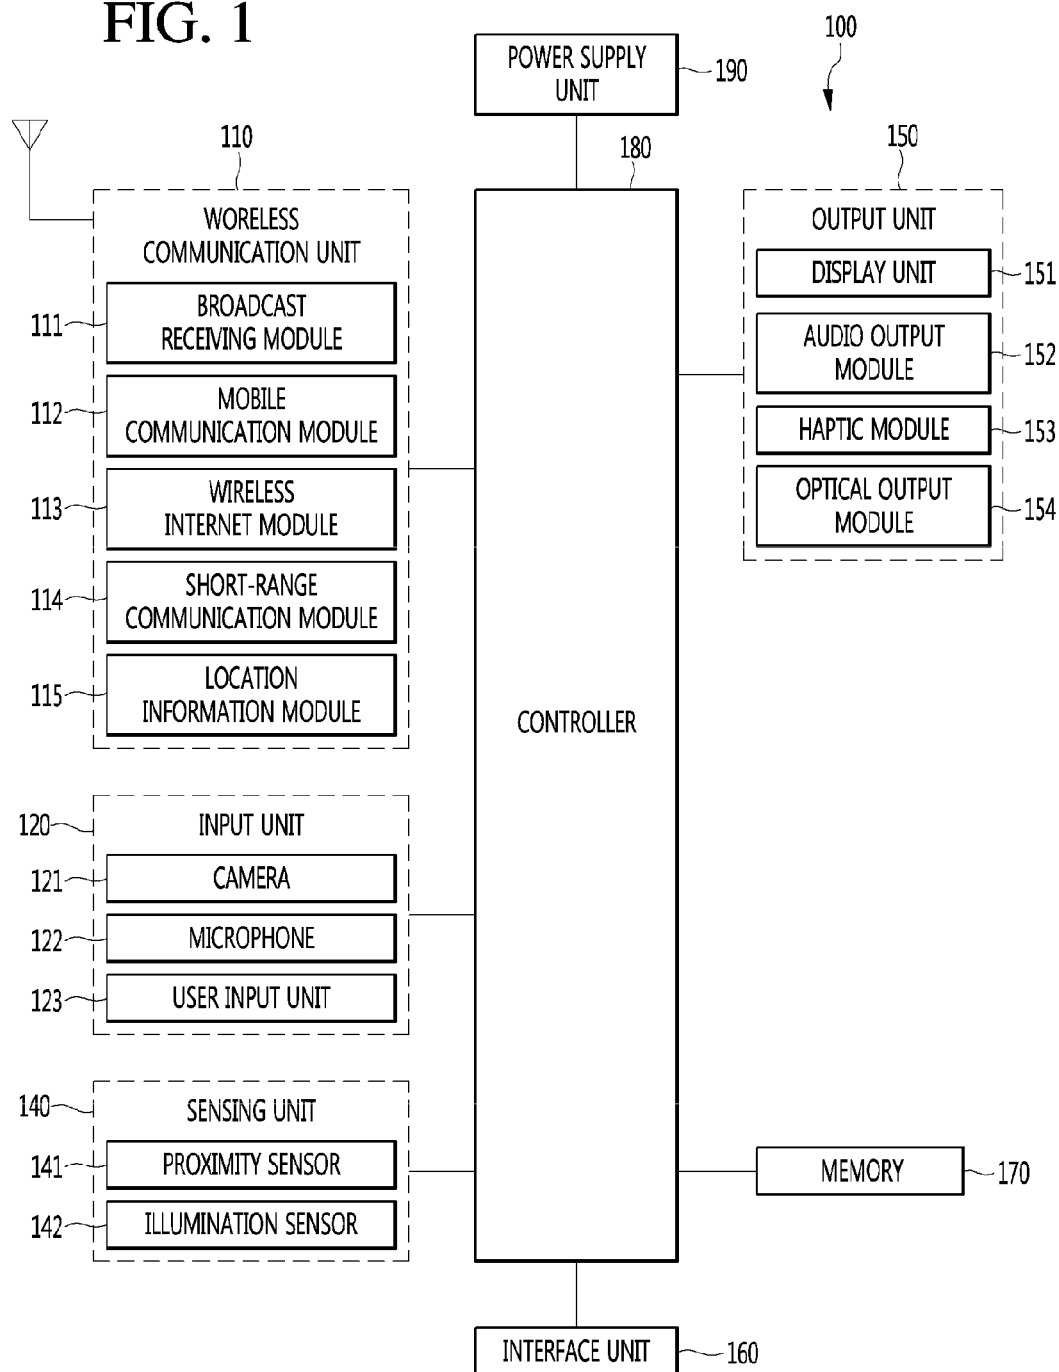 FIG. 1
100
POWER SUPPLY
UNIT
190
110
180
150
WORELESS
COMMUNICATION UNIT
111
BROADCAST
RECEIVING MODULE
112
MOBILE
COMMUNICATION MODULE
113
WIRELESS
INTERNET MODULE
114
SHORT-RANGE
COMMUNICATION MODULE
115
LOCATION
INFORMATION MODULE
120
INPUT UNIT
121
CAMERA
122
MICROPHONE
123
USER INPUT UNIT
140
SENSING UNIT
141
PROXIMITY SENSOR
142
ILLUMINATION SENSOR
CONTROLLER
OUTPUT UNIT
DISPLAY UNIT
151
AUDIO OUTPUT
MODULE
152
HAPTIC MODULE
153
OPTICAL OUTPUT
MODULE
154
MEMORY
170
INTERFACE UNIT
160